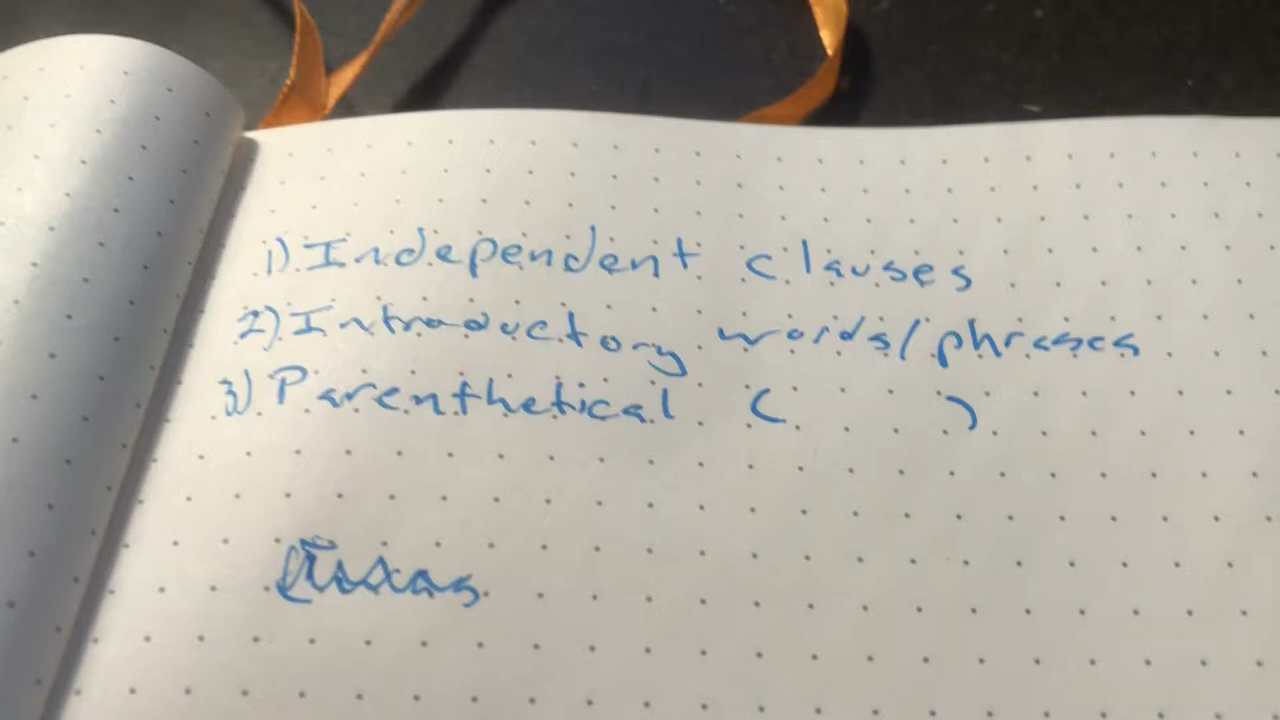 1) Independent clauses
2) Introductory words/phrases
3) Parenthetical ( )